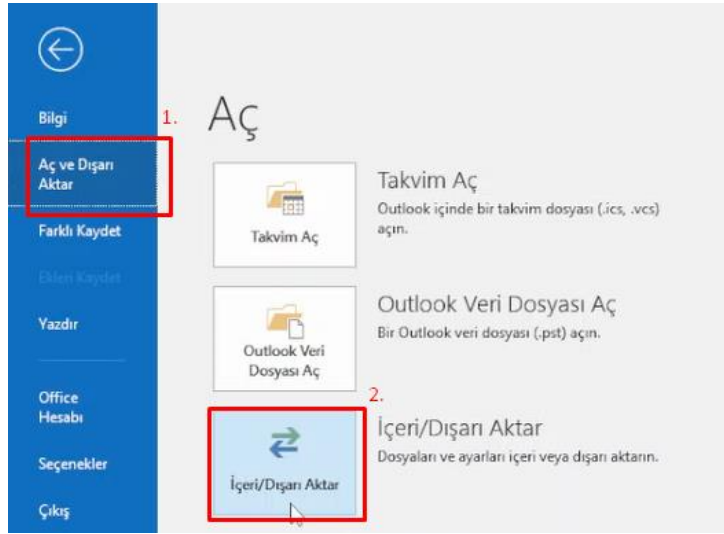 Bilgi
1.
Aç ve Dışarı
Aktar
Farklı Kaydet
Ekleri Kaydet
Yazdır
Office
Hesabı
Seçenekler
Çıkış
Aç
Takvim Aç
Takvim Aç
Outlook içinde bir takvim dosyası (.ics, .vcs)
açın.
Outlook Veri
Dosyası Aç
Outlook Veri Dosyası Aç
Bir Outlook veri dosyası (.pst) açın.
2.
İçeri/Dışarı Aktar
İçeri/Dışarı Aktar
Dosyaları ve ayarları içeri veya dışarı aktarın.